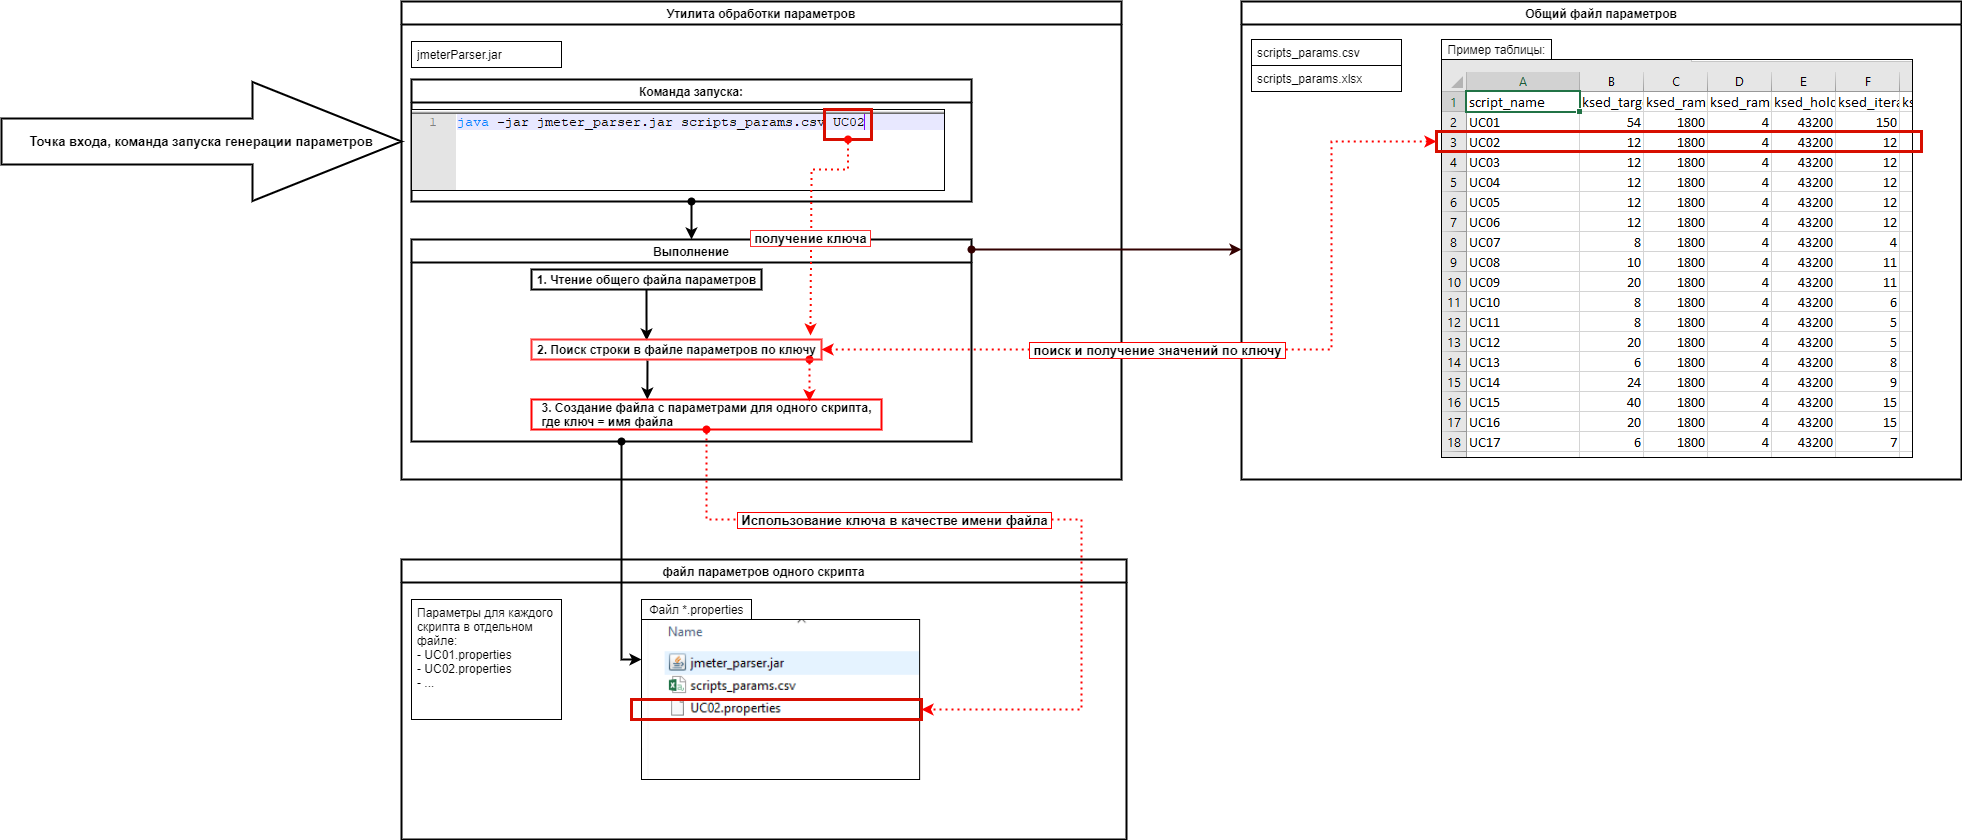 Точка входа, команда запуска генерации параметров
Утилита обработки параметров
jmeterParser.jar
Команда запуска:
1 java -jar jmeter_parser.jar scripts_params.csv UC02
получение ключа
Выполнение
1. Чтение общего файла параметров
2. Поиск строки в файле параметров по ключу
3. Создание файла с параметрами для одного скрипта,
где ключ = имя файла
поиск и получение значений по ключу
Общий файл параметров
scripts_params.csv
scripts_params.xlsx
Пример таблицы:
A B C D E F
1 script_name ksed_targ ksed_ram ksed_ram ksed_hold ksed_itera ks
2 UC01 54 1800 4 43200 150
3 UC02 12 1800 4 43200 12
4 UC03 12 1800 4 43200 12
5 UC04 12 1800 4 43200 12
6 UC05 12 1800 4 43200 12
7 UC06 12 1800 4 43200 12
8 UC07 8 1800 4 43200 4
9 UC08 10 1800 4 43200 11
10 UC09 20 1800 4 43200 11
11 UC10 8 1800 4 43200 6
12 UC11 8 1800 4 43200 5
13 UC12 20 1800 4 43200 5
14 UC13 6 1800 4 43200 8
15 UC14 24 1800 4 43200 9
16 UC15 40 1800 4 43200 15
17 UC16 20 1800 4 43200 15
18 UC17 6 1800 4 43200 7
Использование ключа в качестве имени файла
файл параметров одного скрипта
Параметры для каждого
скрипта в отдельном
файле:
- UC01.properties
- UC02.properties
- ...
Файл *.properties
Name
jmeter_parser.jar
scripts_params.csv
UC02.properties